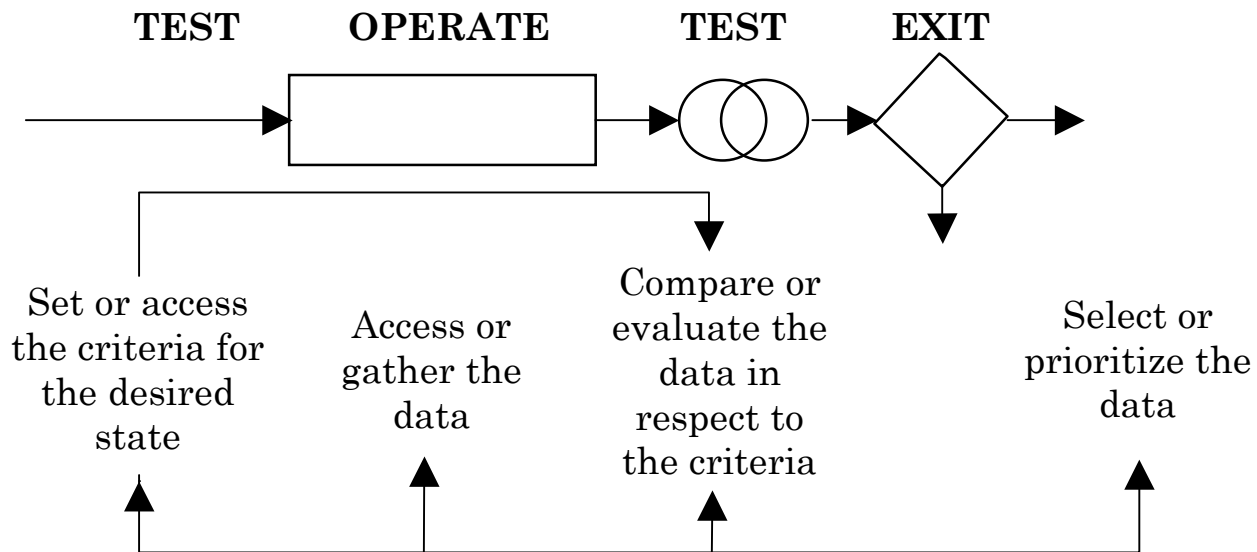 TEST OPERATE TEST EXIT
Set or access
the criteria for
the desired
state
Access or
gather the
data
Compare or
evaluate the
data in
respect to
the criteria
Select or
prioritize the
data